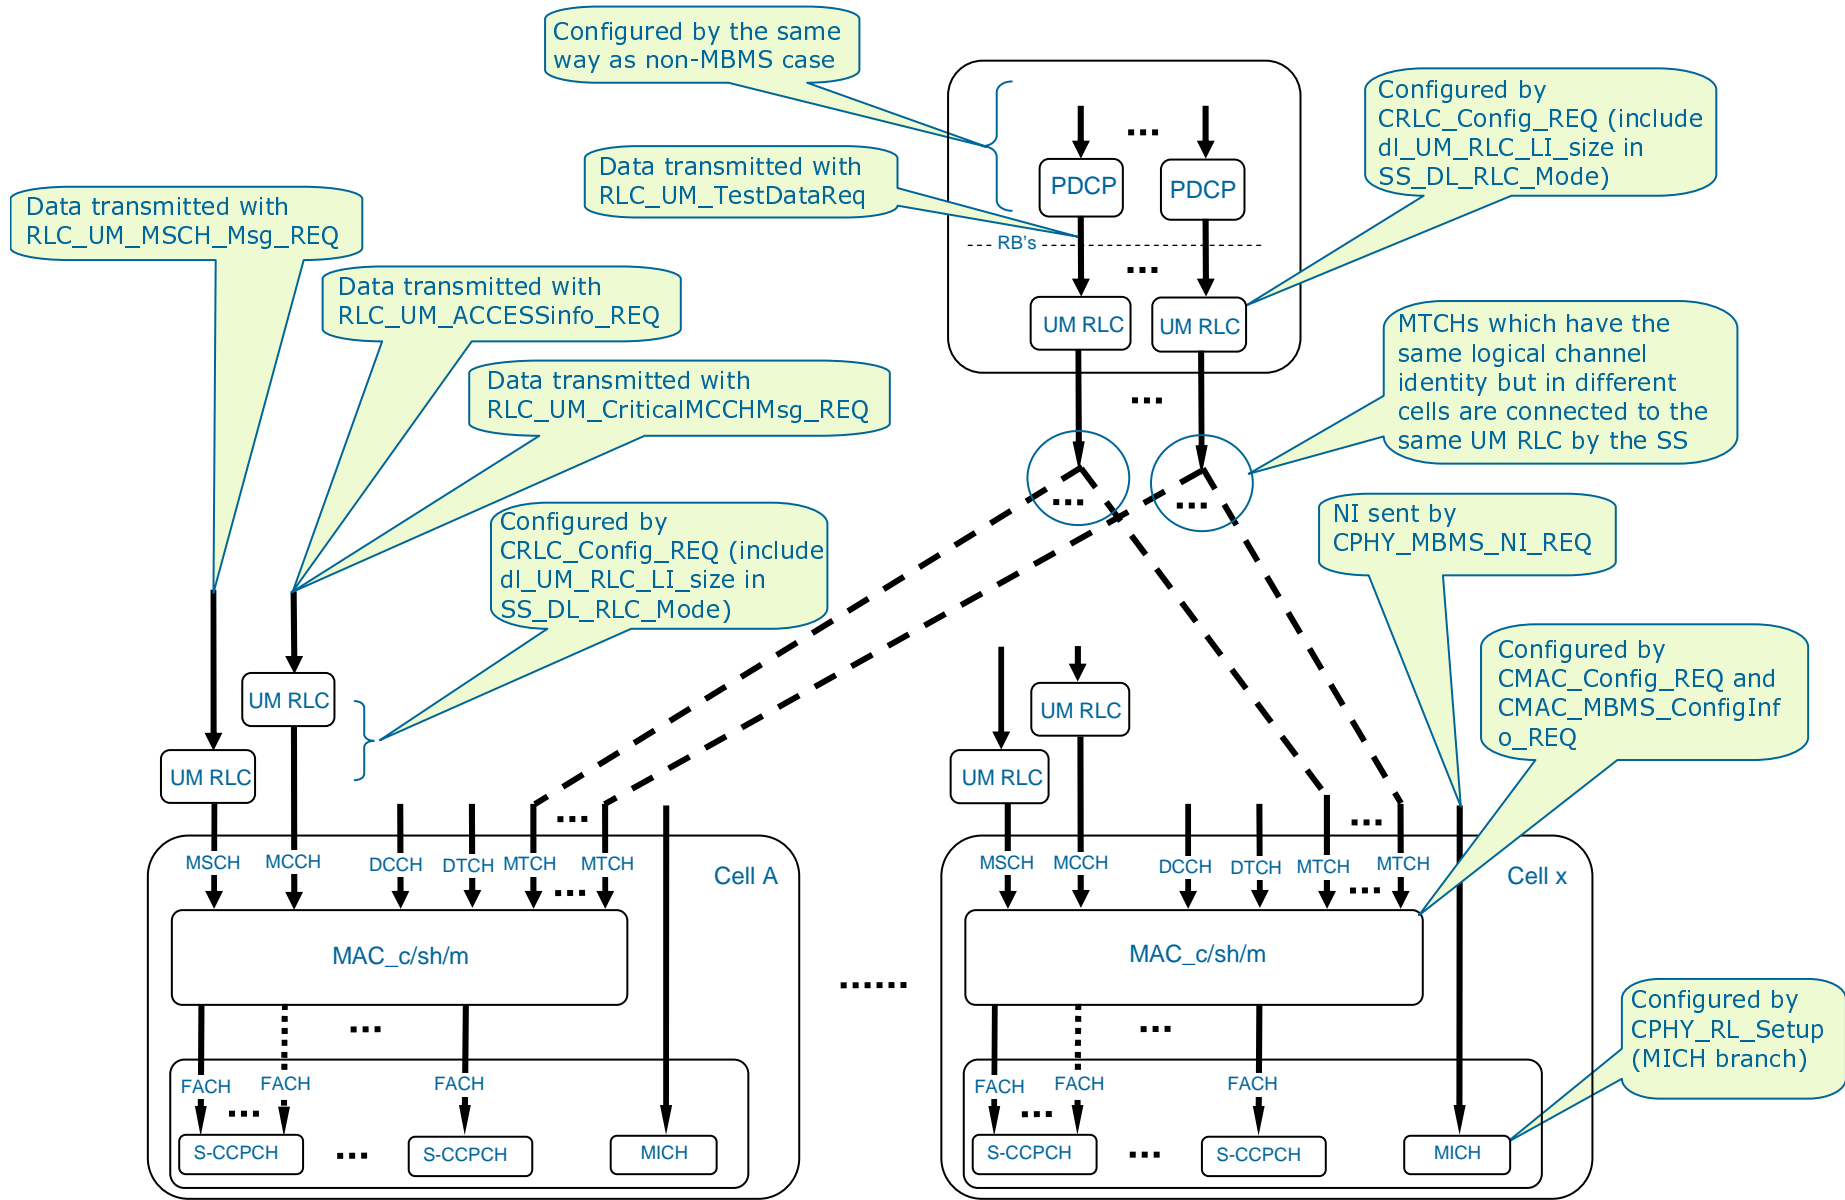 Configured by the same
way as non-MBMS case
Data transmitted with
RLC_UM_TestDataReq
Configured by
CRLC_Config_REQ (include
dl_UM_RLC_LI_size in
SS_DL_RLC_Mode)
PDCP
PDCP
RB's
UM RLC
UM RLC
Data transmitted with
RLC_UM_MSCH_Msg_REQ
Data transmitted with
RLC_UM_ACCESSinfo_REQ
Data transmitted with
RLC_UM_CriticalMCCHMsg_REQ
MTCHs which have the
same logical channel
identity but in different
cells are connected to the
same UM RLC by the SS
Configured by
CRLC_Config_REQ (include
dl_UM_RLC_LI_size in
SS_DL_RLC_Mode)
NI sent by
CPHY_MBMS_NI_REQ
Configured by
CMAC_Config_REQ and
CMAC_MBMS_ConfigInf
o_REQ
UM RLC
UM RLC
UM RLC
UM RLC
MSCH
MCCH
DCCH
DTCH
MTCH
MTCH
Cell A
MAC_c/sh/m
FACH
FACH
FACH
S-CCPCH
S-CCPCH
MICH
MSCH
MCCH
DCCH
DTCH
MTCH
MTCH
Cell x
MAC_c/sh/m
FACH
FACH
FACH
S-CCPCH
S-CCPCH
MICH
Configured by
CPHY_RL_Setup
(MICH branch)